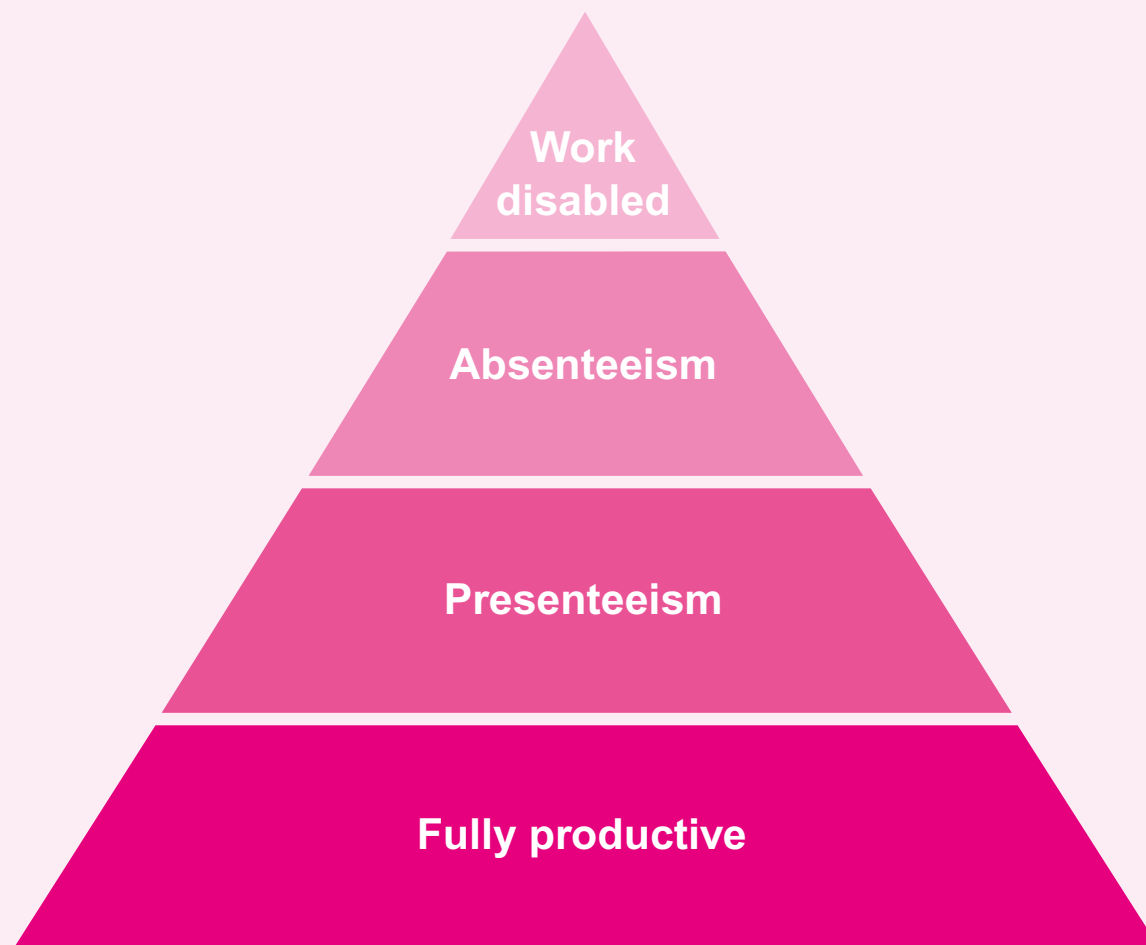 Work
disabled
Absenteeism
Presenteeism
Fully productive